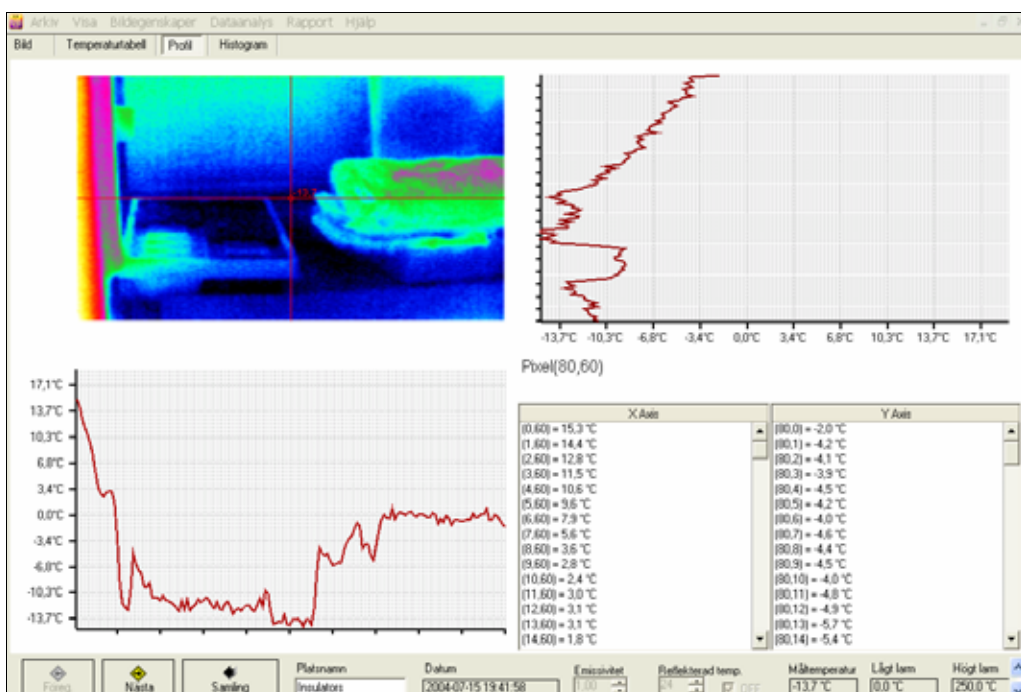 Arkiv Visa Bildegenskaper Dataanalys Rapport Hjälp
Bild Temperaturtabell Profil Histogram
-13,7°C -10,3°C -6,8°C -3,4°C 0,0°C 3,4°C 6,8°C 10,3°C 13,7°C 17,1°C
Pixel(80,60)
17,1°C
13,7°C
10,3°C
6,8°C
3,4°C
0,0°C
-3,4°C
-6,8°C
-10,3°C
-13,7°C
X Axis
(0,60) = 15,3 °C
(1,60) = 14,4 °C
(2,60) = 12,8 °C
(3,60) = 11,5 °C
(4,60) = 10,6 °C
(5,60) = 9,6 °C
(6,60) = 7,9 °C
(7,60) = 5,6 °C
(8,60) = 3,6 °C
(9,60) = 2,8 °C
(10,60) = 2,4 °C
(11,60) = 3,0 °C
(12,60) = 3,1 °C
(13,60) = 3,1 °C
(14,60) = 1,8 °C
Y Axis
(80,0) = -2,0 °C
(80,1) = -4,2 °C
(80,2) = -4,1 °C
(80,3) = -3,9 °C
(80,4) = -4,5 °C
(80,5) = -4,2 °C
(80,6) = -4,0 °C
(80,7) = -4,6 °C
(80,8) = -4,4 °C
(80,9) = -4,5 °C
(80,10) = -4,0 °C
(80,11) = -4,8 °C
(80,12) = -4,9 °C
(80,13) = -5,7 °C
(80,14) = -5,4 °C
Föreg. Nästa Samling
Platsnamn
Insulators
Datum
2004-07-15 19:41:58
Emissivitet
1,00
Reflekterad temp.
24 OFF
Måltemperatur
-13,7 °C
Lågt larm
0,0 °C
Högt larm
250,0 °C